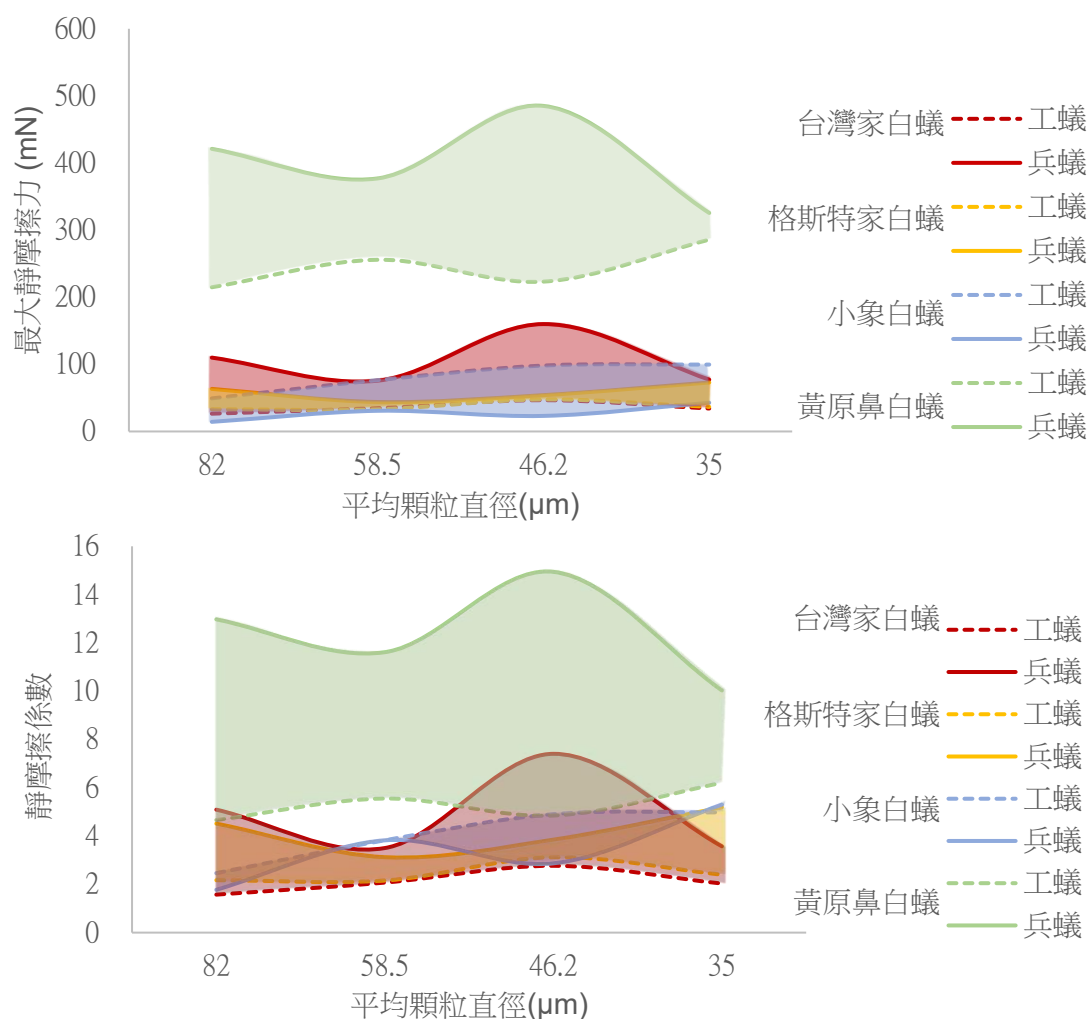 最大靜摩擦力 (mN)
600
500
400
300
200
100
0
82 58.5 46.2 35
平均顆粒直徑(μm)
台灣家白蟻 工蟻
兵蟻
格斯特家白蟻 工蟻
兵蟻
小象白蟻 工蟻
兵蟻
黃原鼻白蟻 工蟻
兵蟻
靜摩擦係數
16
14
12
10
8
6
4
2
0
82 58.5 46.2 35
平均顆粒直徑(μm)
台灣家白蟻 工蟻
兵蟻
格斯特家白蟻 工蟻
兵蟻
小象白蟻 工蟻
兵蟻
黃原鼻白蟻 工蟻
兵蟻